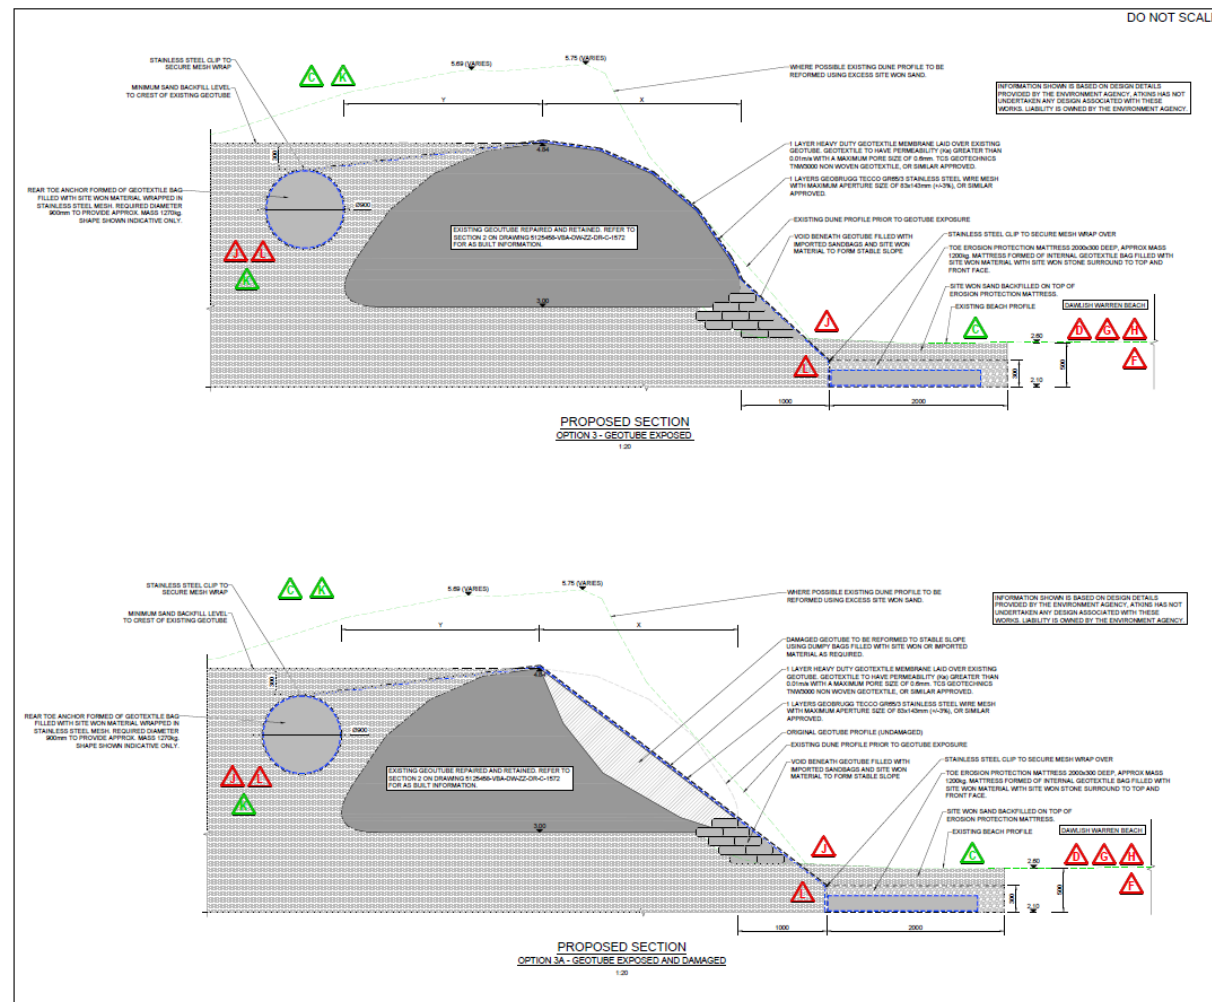 DO NOT SCAL
STAINLESS STEEL CLIP TO
SECURE MESH WRAP
MINIMUM SAND BACKFILL LEVEL
TO CREST OF EXISTING GEOTUBE
C
K
5.69 (VARIES)
5.75 (VARIES)
WHERE POSSIBLE EXISTING DUNE PROFILE TO BE
REFORMED USING EXCESS SITE WON SAND.
INFORMATION SHOWN IS BASED ON DESIGN DETAILS
PROVIDED BY THE ENVIRONMENT AGENCY, ATKINS HAS NOT
UNDERTAKEN ANY DESIGN ASSOCIATED WITH THESE
WORKS. LIABILITY IS OWNED BY THE ENVIRONMENT AGENCY.
Y
X
300
4.64
1 LAYER HEAVY DUTY GEOTEXTILE MEMBRANE LAID OVER EXISTING
GEOTUBE. GEOTEXTILE TO HAVE PERMEABILITY (Ka) GREATER THAN
0.01m/s WITH A MAXIMUM PORE SIZE OF 0.6mm. TCS GEOTECHNICS
TNW3000 NON WOVEN GEOTEXTILE, OR SIMILAR APPROVED.
1 LAYERS GEOBRUGG TECCO GR65/3 STAINLESS STEEL WIRE MESH
WITH MAXIMUM APERTURE SIZE OF 83x143mm (+/-3%), OR SIMILAR
APPROVED.
REAR TOE ANCHOR FORMED OF GEOTEXTILE BAG
FILLED WITH SITE WON MATERIAL WRAPPED IN
STAINLESS STEEL MESH. REQUIRED DIAMETER
900mm TO PROVIDE APPROX. MASS 1270kg.
SHAPE SHOWN INDICATIVE ONLY.
Ø900
EXISTING GEOUTUBE REPAIRED AND RETAINED. REFER TO
SECTION 2 ON DRAWING 5125456-VBA-DW-ZZ-DR-C-1572
FOR AS BUILT INFORMATION.
J
L
K
EXISTING DUNE PROFILE PRIOR TO GEOTUBE EXPOSURE
VOID BENEATH GEOTUBE FILLED WITH
IMPORTED SANDBAGS AND SITE WON
MATERIAL TO FORM STABLE SLOPE
STAINLESS STEEL CLIP TO SECURE MESH WRAP OVER
TOE EROSION PROTECTION MATTRESS 2000x300 DEEP, APPROX MASS
1200kg. MATTRESS FORMED OF INTERNAL GEOTEXTILE BAG FILLED WITH
SITE WON MATERIAL WITH SITE WON STONE SURROUND TO TOP AND
FRONT FACE.
SITE WON SAND BACKFILLED ON TOP OF
EROSION PROTECTION MATTRESS.
EXISTING BEACH PROFILE
DAWLISH WARREN BEACH
3.00
J
C
D
G
H
F
L
2.60
2.10
300
500
1000
2000
PROPOSED SECTION
OPTION 3 - GEOTUBE EXPOSED
1:20
STAINLESS STEEL CLIP TO
SECURE MESH WRAP
MINIMUM SAND BACKFILL LEVEL
TO CREST OF EXISTING GEOTUBE
C
K
5.69 (VARIES)
5.75 (VARIES)
WHERE POSSIBLE EXISTING DUNE PROFILE TO BE
REFORMED USING EXCESS SITE WON SAND.
INFORMATION SHOWN IS BASED ON DESIGN DETAILS
PROVIDED BY THE ENVIRONMENT AGENCY, ATKINS HAS NOT
UNDERTAKEN ANY DESIGN ASSOCIATED WITH THESE
WORKS. LIABILITY IS OWNED BY THE ENVIRONMENT AGENCY.
Y
X
300
DAMAGED GEOTUBE TO BE REFORMED TO STABLE SLOPE
USING DUMPY BAGS FILLED WITH SITE WON OR IMPORTED
MATERIAL AS REQUIRED.
1 LAYER HEAVY DUTY GEOTEXTILE MEMBRANE LAID OVER EXISTING
GEOTUBE. GEOTEXTILE TO HAVE PERMEABILITY (Ka) GREATER THAN
0.01m/s WITH A MAXIMUM PORE SIZE OF 0.6mm. TCS GEOTECHNICS
TNW3000 NON WOVEN GEOTEXTILE, OR SIMILAR APPROVED.
1 LAYERS GEOBRUGG TECCO GR65/3 STAINLESS STEEL WIRE MESH
WITH MAXIMUM APERTURE SIZE OF 83x143mm (+/-3%), OR SIMILAR
APPROVED.
ORIGINAL GEOTUBE PROFILE (UNDAMAGED)
REAR TOE ANCHOR FORMED OF GEOTEXTILE BAG
FILLED WITH SITE WON MATERIAL WRAPPED IN
STAINLESS STEEL MESH. REQUIRED DIAMETER
900mm TO PROVIDE APPROX. MASS 1270kg.
SHAPE SHOWN INDICATIVE ONLY.
Ø900
EXISTING GEOUTUBE REPAIRED AND RETAINED. REFER TO
SECTION 2 ON DRAWING 5125456-VBA-DW-ZZ-DR-C-1572
FOR AS BUILT INFORMATION.
J
L
K
EXISTING DUNE PROFILE PRIOR TO GEOTUBE EXPOSURE
VOID BENEATH GEOTUBE FILLED WITH
IMPORTED SANDBAGS AND SITE WON
MATERIAL TO FORM STABLE SLOPE
STAINLESS STEEL CLIP TO SECURE MESH WRAP OVER
TOE EROSION PROTECTION MATTRESS 2000x300 DEEP, APPROX MASS
1200kg. MATTRESS FORMED OF INTERNAL GEOTEXTILE BAG FILLED WITH
SITE WON MATERIAL WITH SITE WON STONE SURROUND TO TOP AND
FRONT FACE.
SITE WON SAND BACKFILLED ON TOP OF
EROSION PROTECTION MATTRESS.
EXISTING BEACH PROFILE
DAWLISH WARREN BEACH
3.00
J
C
D
G
H
F
L
2.60
2.10
300
500
1000
2000
PROPOSED SECTION
OPTION 3A - GEOTUBE EXPOSED AND DAMAGED
1:20